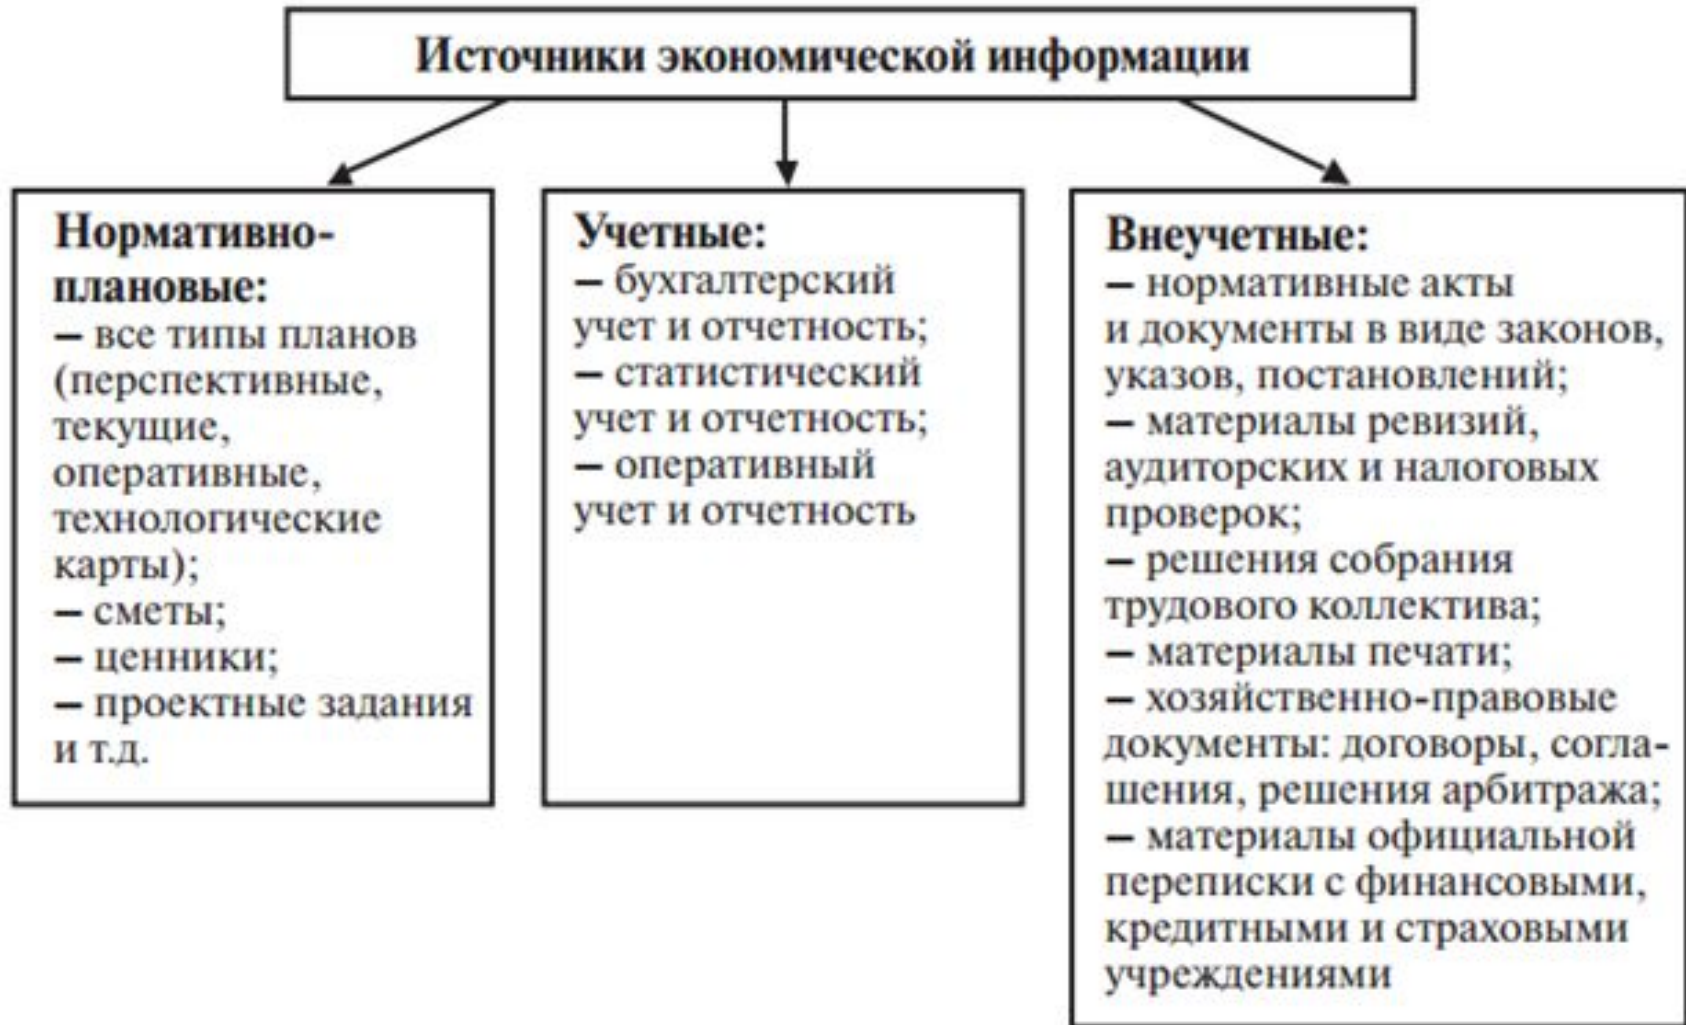 Источники экономической информации
Нормативно-
плановые:
– все типы планов
(перспективные,
текущие,
оперативные,
технологические
карты);
– сметы;
– ценники;
– проектные задания
и т.д.
Учетные:
– бухгалтерский
учет и отчетность;
– статистический
учет и отчетность;
– оперативный
учет и отчетность
Внеучетные:
– нормативные акты
и документы в виде законов,
указов, постановлений;
– материалы ревизий,
аудиторских и налоговых
проверок;
– решения собрания
трудового коллектива;
– материалы печати;
– хозяйственно-правовые
документы: договоры, согла-
шения, решения арбитража;
– материалы официальной
переписки с финансовыми,
кредитными и страховыми
учреждениями